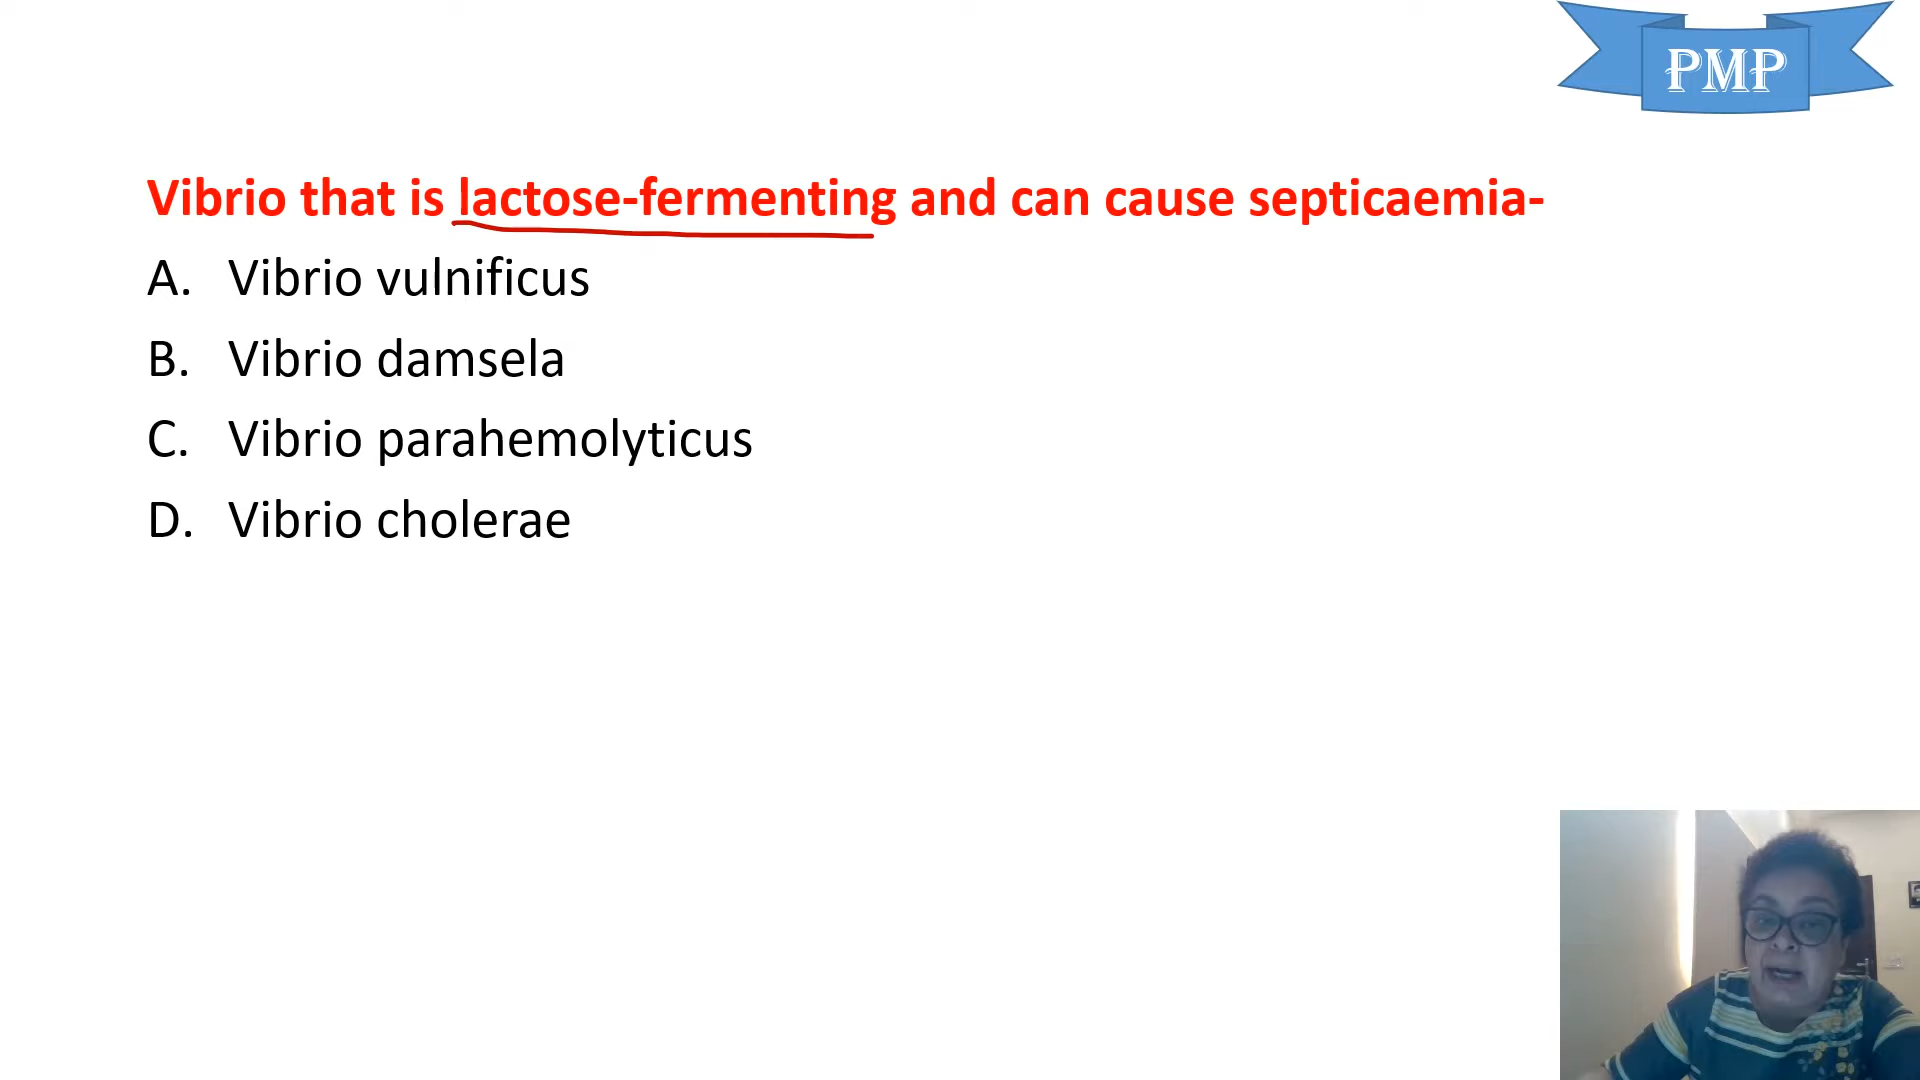 PMP
Vibrio that is lactose-fermenting and can cause septicaemia-
A. Vibrio vulnificus
B. Vibrio damsela
C. Vibrio parahemolyticus
D. Vibrio cholerae